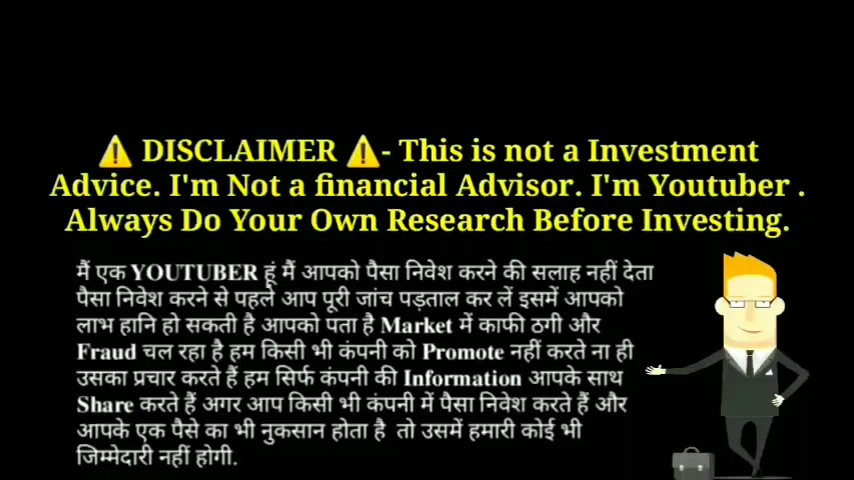 ⚠ DISCLAIMER ⚠- This is not a Investment
Advice. I'm Not a financial Advisor. I'm Youtuber .
Always Do Your Own Research Before Investing.
मैं एक YOUTUBER हूं मैं आपको पैसा निवेश करने की सलाह नहीं देता
पैसा निवेश करने से पहले आप पूरी जांच पड़ताल कर लें इसमें आपको
लाभ हानि हो सकती है आपको पता है Market में काफी ठगी और
Fraud चल रहा है हम किसी भी कंपनी को Promote नहीं करते ना ही
उसका प्रचार करते हैं हम सिर्फ कंपनी की Information आपके साथ
Share करते हैं अगर आप किसी भी कंपनी में पैसा निवेश करते हैं और
आपके एक पैसे का भी नुकसान होता है तो उसमें हमारी कोई भी
जिम्मेदारी नहीं होगी.